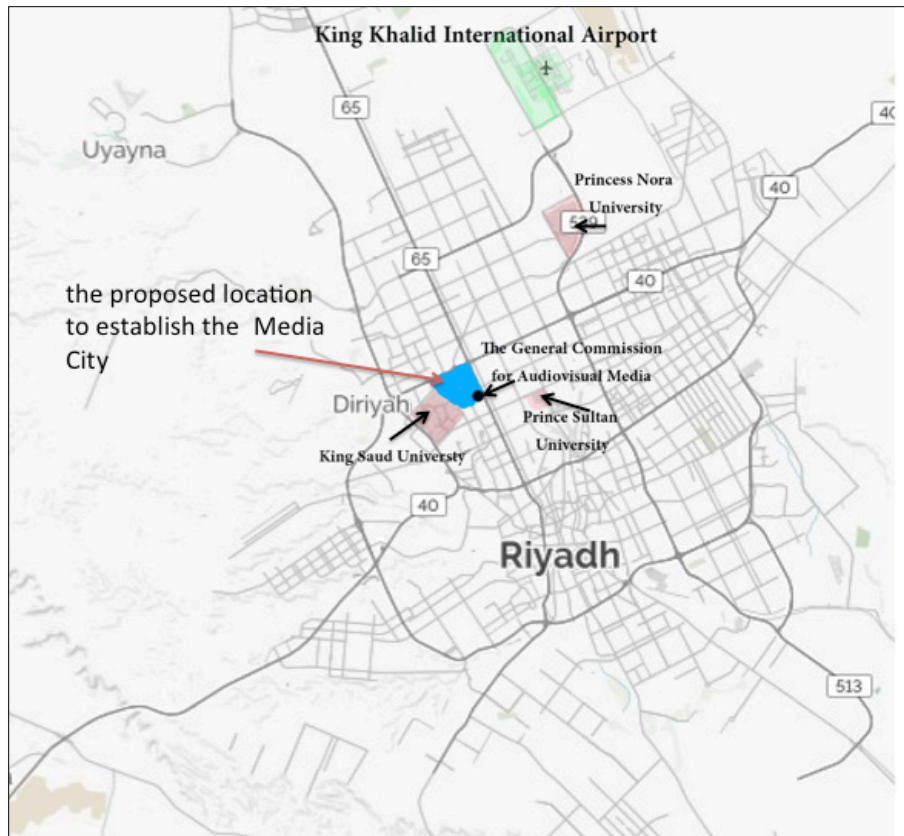 King Khalid International Airport
65
40
Uyayna
40
Princess Nora
University
539
65
40
the proposed location
to establish the Media
City
The General Commission
for Audiovisual Media
Diriyah
Prince Sultan
University
King Saud Universty
40
Riyadh
513